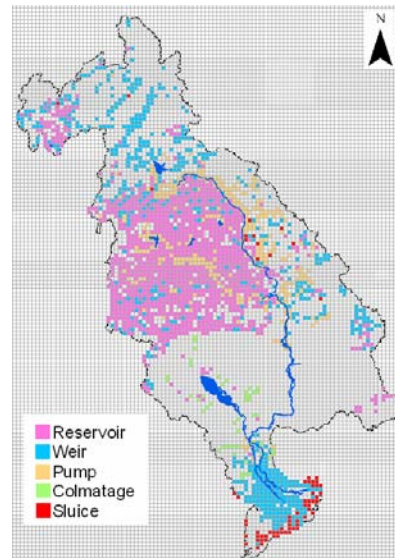 N
Reservoir
Weir
Pump
Colmatage
Sluice